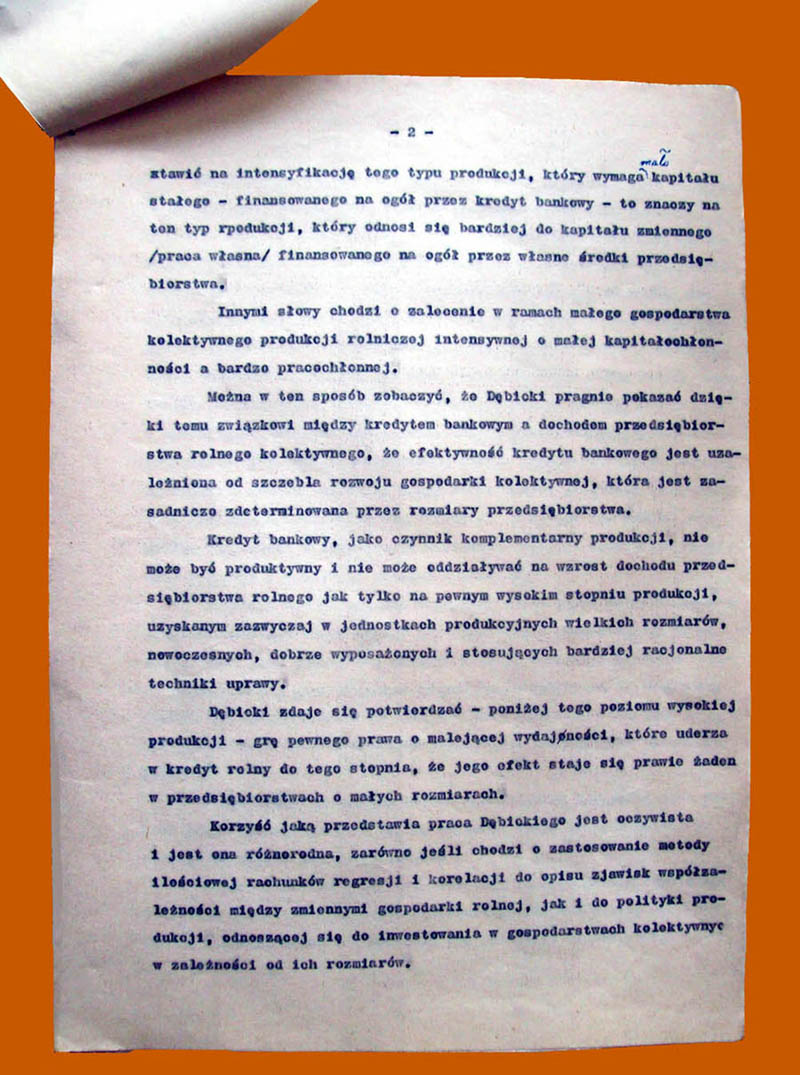 - 2 -
mało
stawić na intensyfikację tego typu produkcji, który wymaga kapitału
stałego - finansowanego na ogół przez kredyt bankowy - to znaczy na
ten typ rpodukcji, który odnosi się bardziej do kapitału zmiennego
/praca własna/ finansowanego na ogół przez własne środki przedsię-
biorstwa.
Innymi słowy chodzi o zalecenie w ramach małego gospodarstwa
kolektywnego produkcji rolniczej intensywnej o małej kapitałochłon-
ności a bardzo pracochłonnej.
Można w ten sposób zobaczyć, że Dębicki pragnie pokazać dzię-
ki temu związkowi między kredytem bankowym a dochodem przedsiębior-
stwa rolnego kolektywnego, że efektywność kredytu bankowego jest uza-
leżniona od szczebla rozwoju gospodarki kolektywnej, która jest za-
sadniczo zdeterminowana przez rozmiary przedsiębiorstwa.
Kredyt bankowy, jako czynnik komplementarny produkcji, nie
może być produktywny i nie może oddziaływać na wzrost dochodu przed-
siębiorstwa rolnego jak tylko na pewnym wysokim stopniu produkcji,
uzyskanym zazwyczaj w jednostkach produkcyjnych wielkich rozmiarów,
nowoczesnych, dobrze wyposażonych i stosujących bardziej racjonalne
techniki uprawy.
Dębicki zdaje się potwierdzać - poniżej tego poziomu wysokiej
produkcji - grę pewnego prawa o malejącej wydajności, które uderza
w kredyt rolny do tego stopnia, że jego efekt staje się prawie żaden
w przedsiębiorstwach o małych rozmiarach.
Korzyść jaką przedstawia praca Dębickiego jest oczywista
i jest ona różnorodna, zarówno jeśli chodzi o zastosowanie metody
ilościowej rachunków regresji i korelacji do opisu zjawisk współza-
leżności między zmiennymi gospodarki rolnej, jak i do polityki pro-
dukcji, odnoszącej się do inwestowania w gospodarstwach kolektywnyc
w zależności od ich rozmiarów.